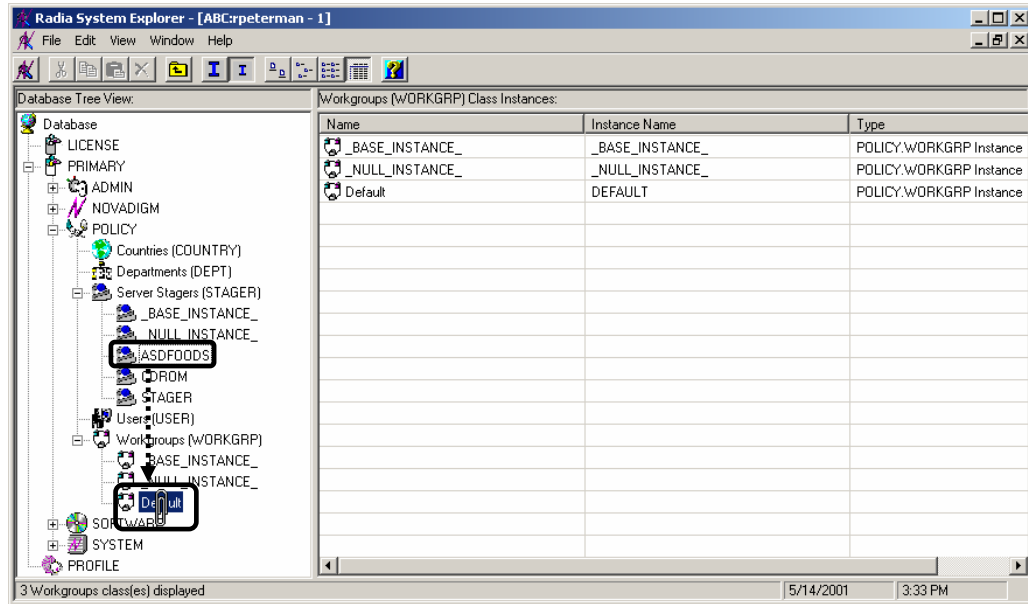 Radia System Explorer - [ABC:rpeterman - 1]
File Edit View Window Help
Database Tree View:
Workgroups (WORKGRP) Class Instances:
Database
LICENSE
PRIMARY
ADMIN
NOVADIGM
POLICY
Countries (COUNTRY)
Departments (DEPT)
Server Stagers (STAGER)
_BASE_INSTANCE_
_NULL_INSTANCE_
ASDFOODS
CDROM
STAGER
Users (USER)
Workgroups (WORKGRP)
_BASE_INSTANCE_
_NULL_INSTANCE_
Default
SOFTWARE
SYSTEM
PROFILE
Name Instance Name Type
_BASE_INSTANCE_ _BASE_INSTANCE_ POLICY.WORKGRP Instance
_NULL_INSTANCE_ _NULL_INSTANCE_ POLICY.WORKGRP Instance
Default DEFAULT POLICY.WORKGRP Instance
3 Workgroups class(es) displayed 5/14/2001 3:33 PM